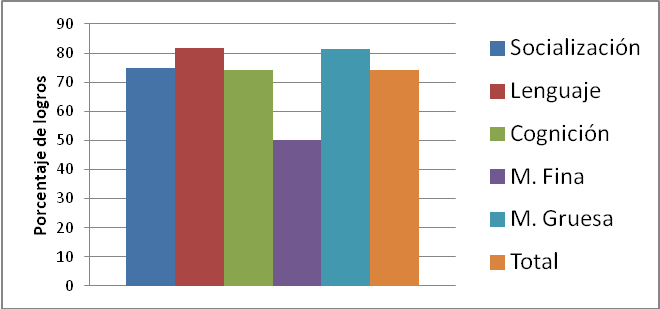 Porcentaje de logros
90
80
70
60
50
40
30
20
10
0
Socialización
Lenguaje
Cognición
M. Fina
M. Gruesa
Total